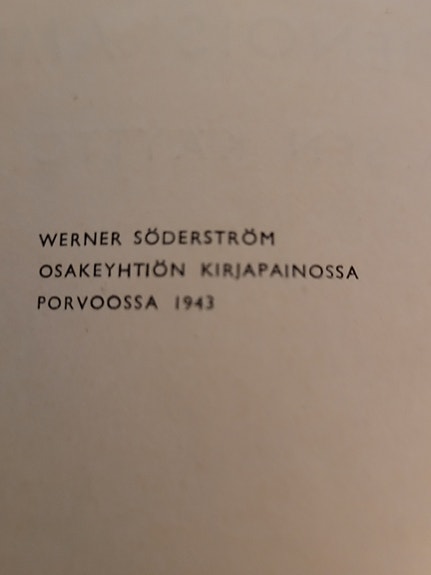 WERNER SÖDERSTRÖM
OSAKEYHTIÖN KIRJAPAINOSSA
PORVOOSSA 1943